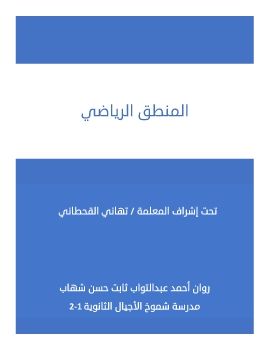 المنطق الرياضي
تحت إشراف المعلمة / تهاني القحطاني
روان أحمد عبدالتواب ثابت حسن شهاب
مدرسة شموخ الأجيال الثانوية 1-2